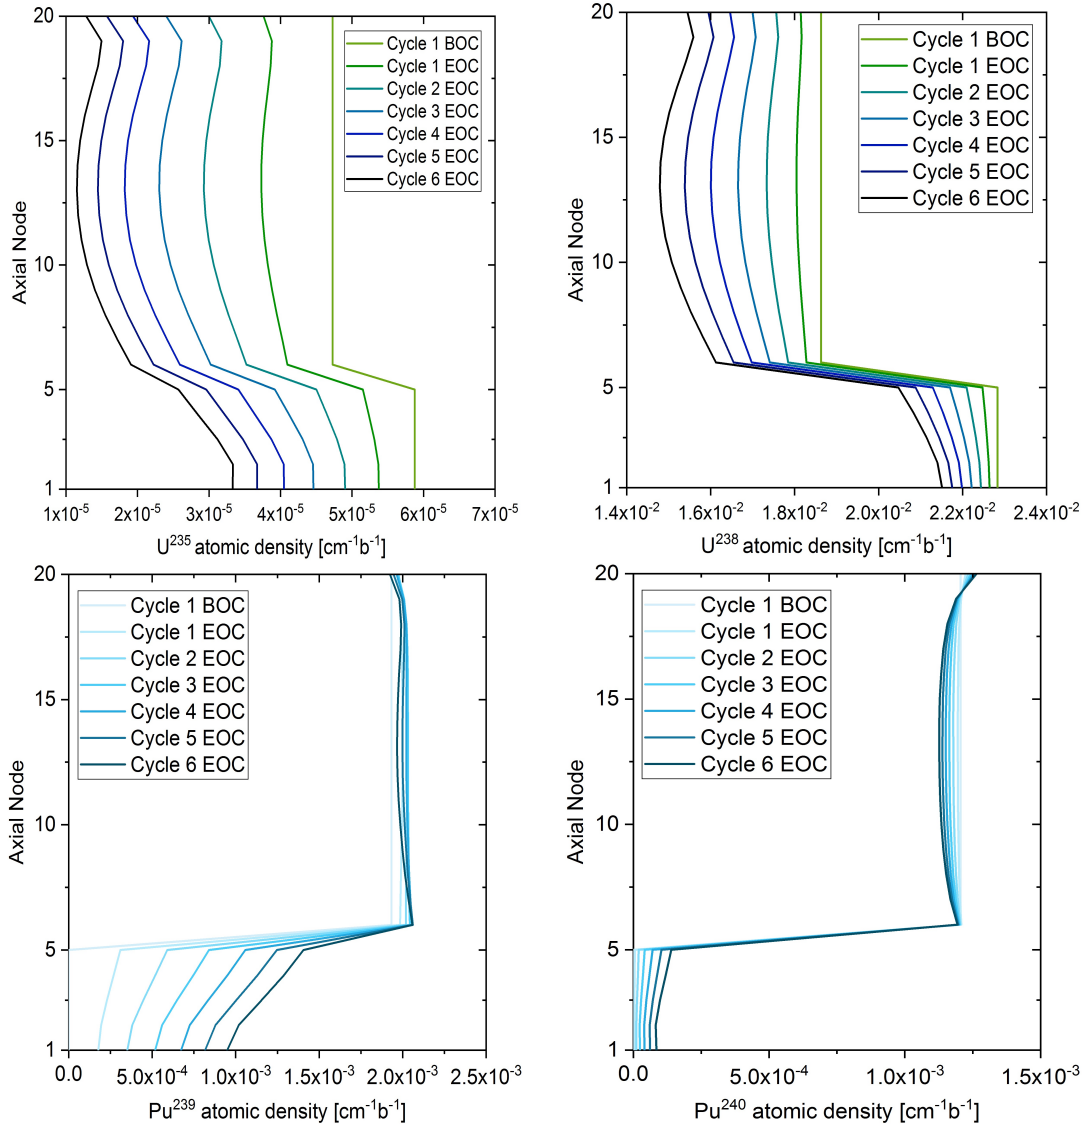 20
15
10
5
1
Axial Node
Cycle 1 BOC
Cycle 1 EOC
Cycle 2 EOC
Cycle 3 EOC
Cycle 4 EOC
Cycle 5 EOC
Cycle 6 EOC
1x10⁻⁵ 2x10⁻⁵ 3x10⁻⁵ 4x10⁻⁵ 5x10⁻⁵ 6x10⁻⁵ 7x10⁻⁵
U²³⁵ atomic density [cm⁻¹b⁻¹]
20
15
10
5
1
Axial Node
Cycle 1 BOC
Cycle 1 EOC
Cycle 2 EOC
Cycle 3 EOC
Cycle 4 EOC
Cycle 5 EOC
Cycle 6 EOC
1.4x10⁻² 1.6x10⁻² 1.8x10⁻² 2.0x10⁻² 2.2x10⁻² 2.4x10⁻²
U²³⁸ atomic density [cm⁻¹b⁻¹]
20
15
10
5
1
Axial Node
Cycle 1 BOC
Cycle 1 EOC
Cycle 2 EOC
Cycle 3 EOC
Cycle 4 EOC
Cycle 5 EOC
Cycle 6 EOC
0.0 5.0x10⁻⁴ 1.0x10⁻³ 1.5x10⁻³ 2.0x10⁻³ 2.5x10⁻³
Pu²³⁹ atomic density [cm⁻¹b⁻¹]
20
15
10
5
1
Axial Node
Cycle 1 BOC
Cycle 1 EOC
Cycle 2 EOC
Cycle 3 EOC
Cycle 4 EOC
Cycle 5 EOC
Cycle 6 EOC
0.0 5.0x10⁻⁴ 1.0x10⁻³ 1.5x10⁻³
Pu²⁴⁰ atomic density [cm⁻¹b⁻¹]